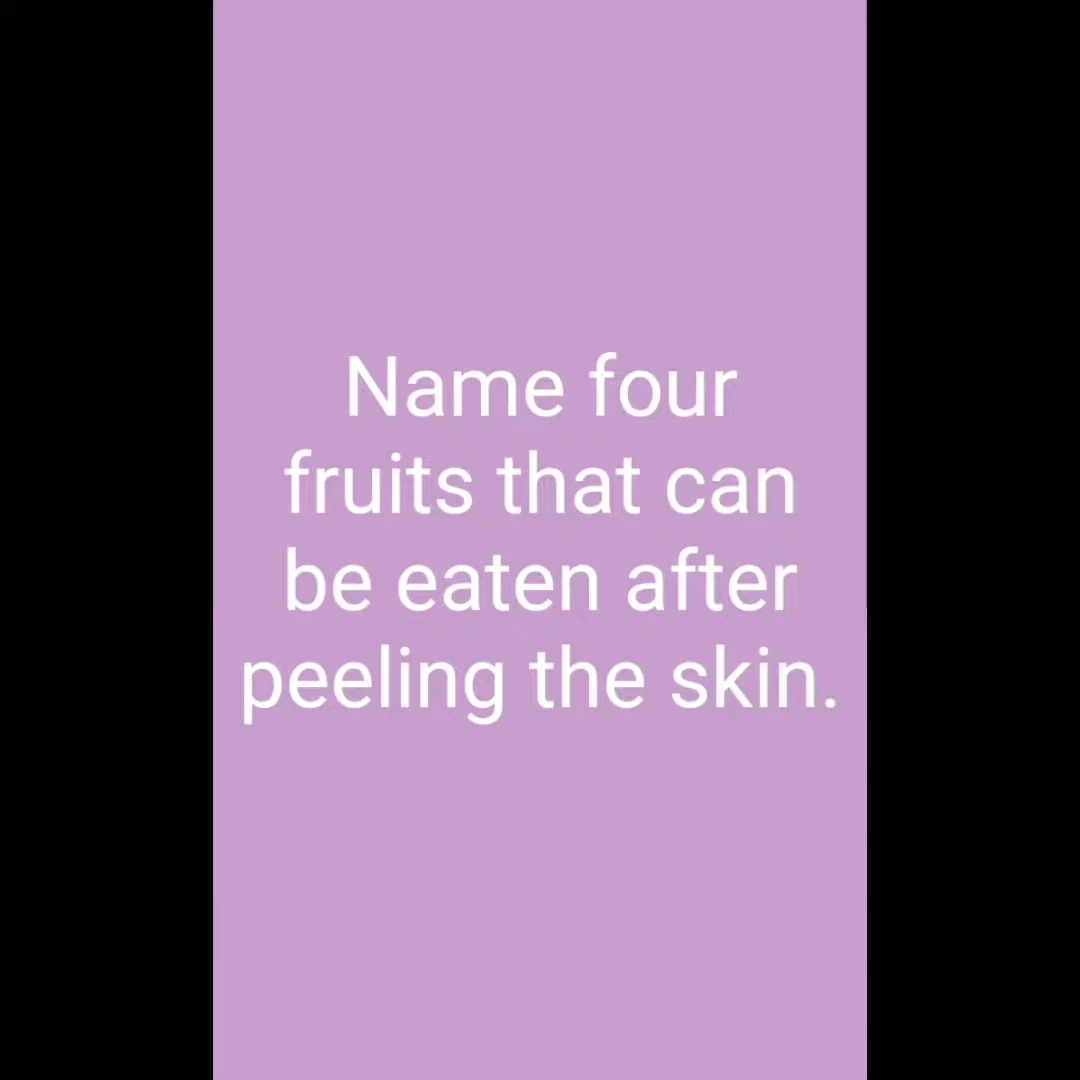 Name four
fruits that can
be eaten after
peeling the skin.